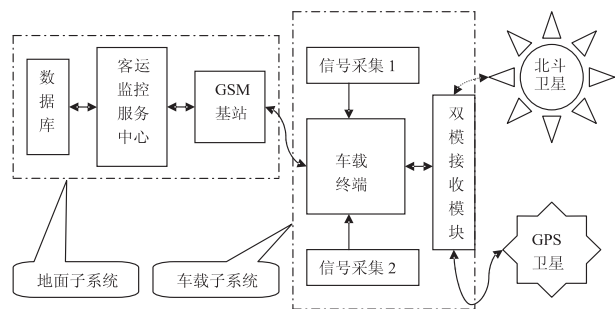 数
据
库
客运
监控
服务
中心
GSM
基站
信号采集 1
车载
终端
信号采集 2
双
模
接
收
模
块
北斗
卫星
GPS
卫星
地面子系统
车载子系统